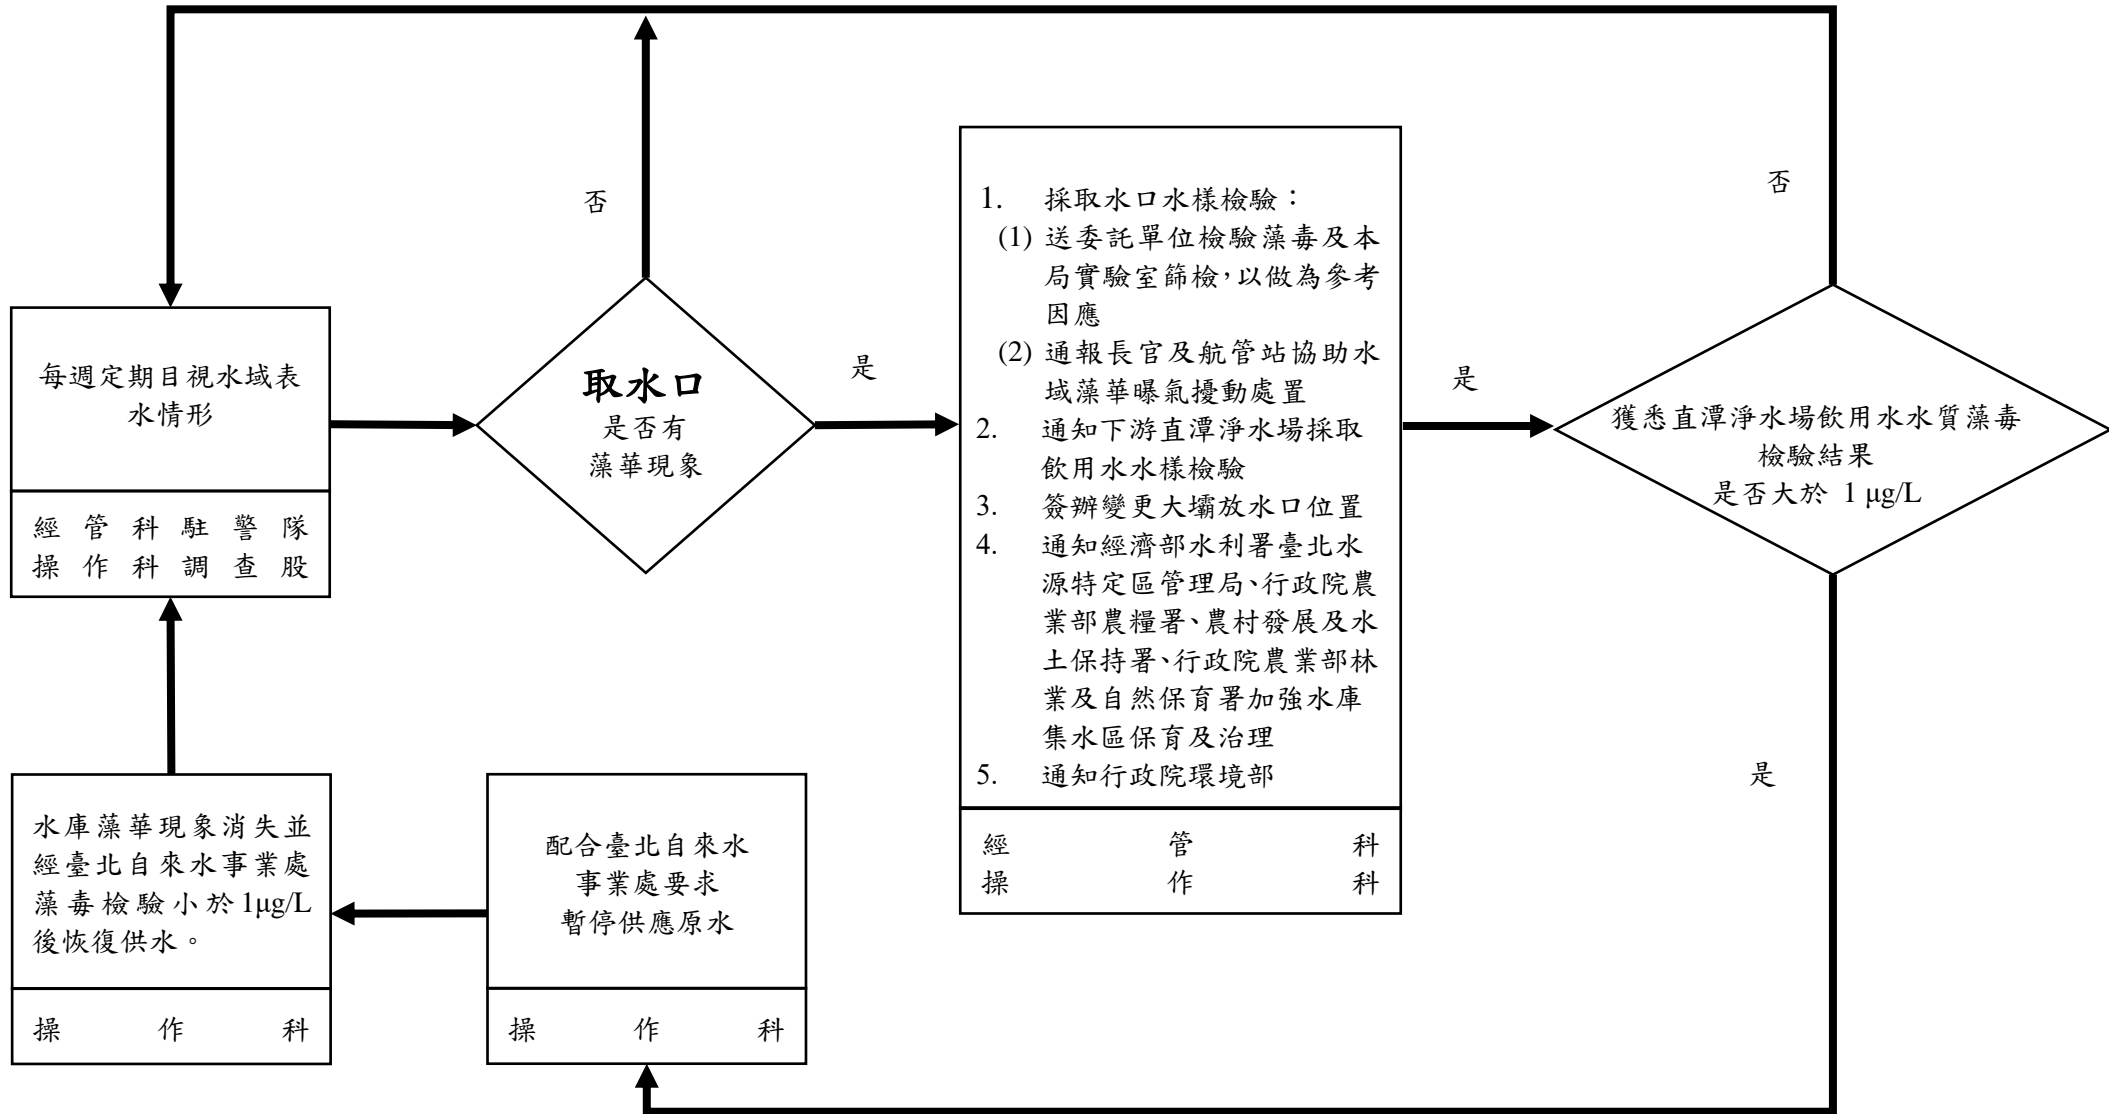 每週定期目視水域表
水情形
經管科駐警隊
操作科調查股
否
取水口
是否有
藻華現象
是
1. 採取水口水樣檢驗：
(1) 送委託單位檢驗藻毒及本
局實驗室篩檢，以做為參考
因應
(2) 通報長官及航管站協助水
域藻華曝氣擾動處置
2. 通知下游直潭淨水場採取
飲用水水樣檢驗
3. 簽辦變更大壩放水口位置
4. 通知經濟部水利署臺北水
源特定區管理局、行政院農
業部農糧署、農村發展及水
土保持署、行政院農業部林
業及自然保育署加強水庫
集水區保育及治理
5. 通知行政院環境部
經管科
操作科
是
否
獲悉直潭淨水場飲用水水質藻毒
檢驗結果
是否大於 1 μg/L
是
配合臺北自來水
事業處要求
暫停供應原水
操作科
水庫藻華現象消失並
經臺北自來水事業處
藻毒檢驗小於1μg/L
後恢復供水。
操作科